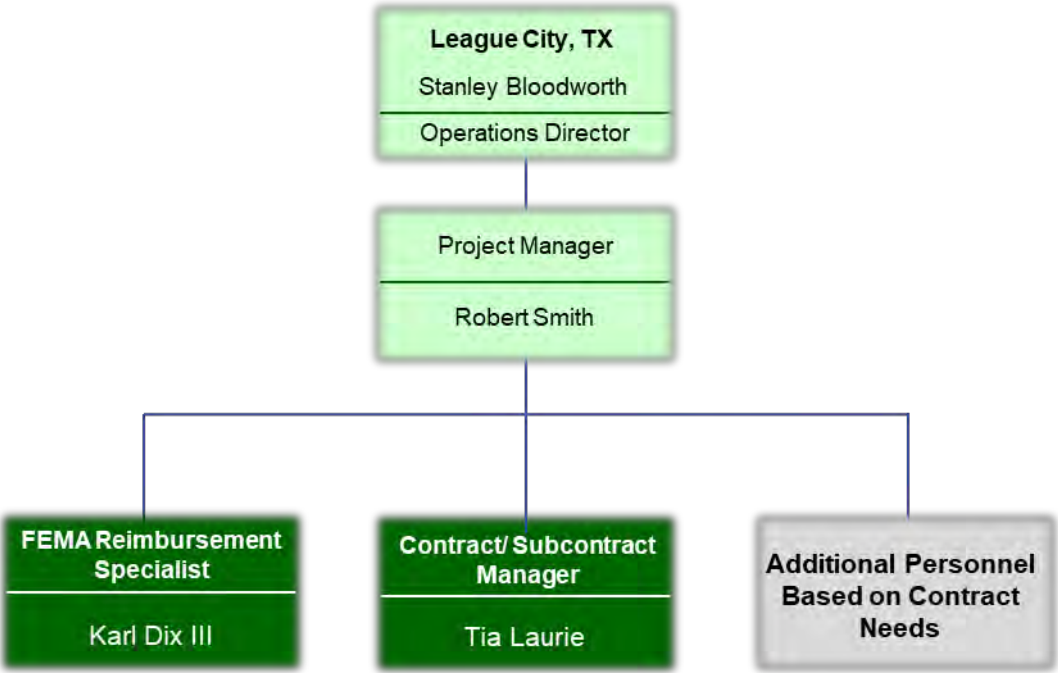 League City, TX
Stanley Bloodworth
Operations Director
Project Manager
Robert Smith
FEMA Reimbursement
Specialist
Karl Dix III
Contract/ Subcontract
Manager
Tia Laurie
Additional Personnel
Based on Contract
Needs